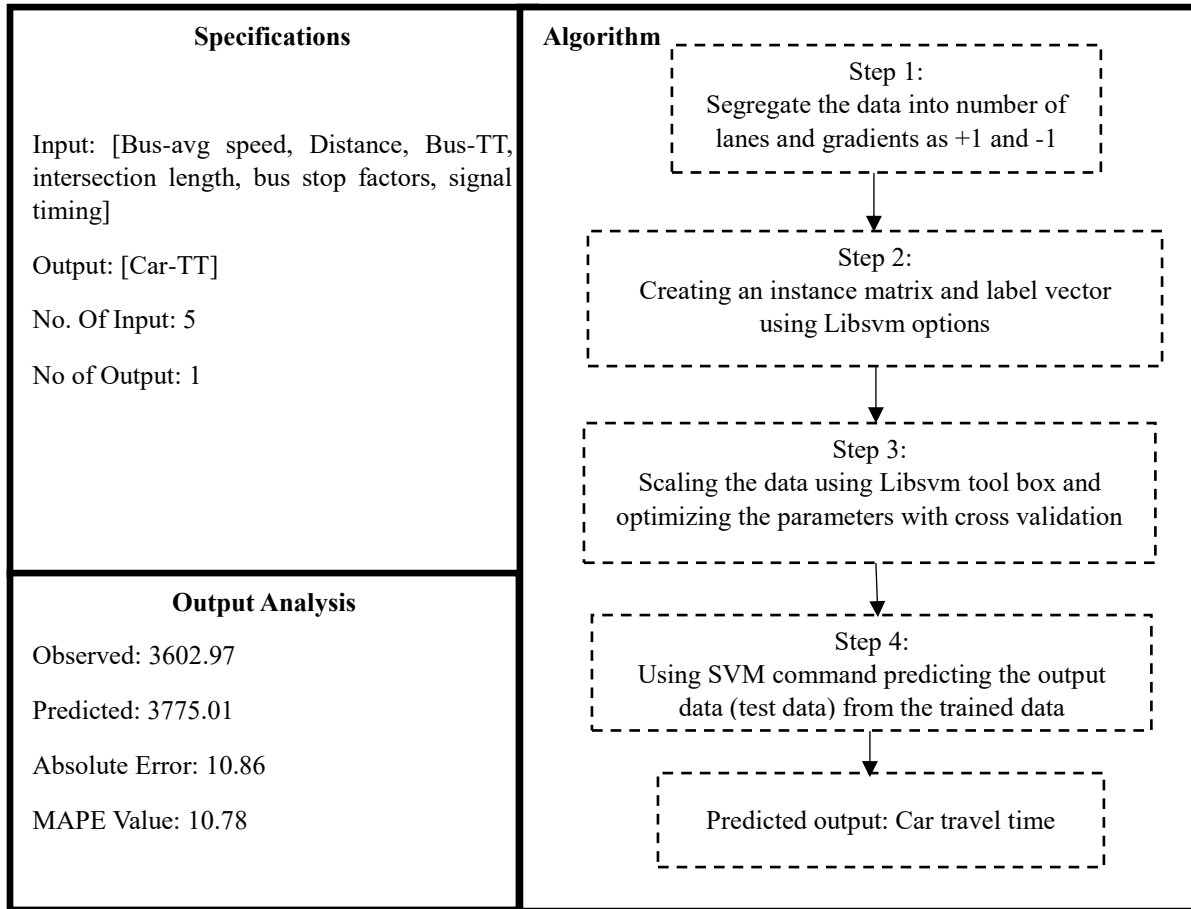 Specifications
Input: [Bus-avg speed, Distance, Bus-TT,
intersection length, bus stop factors, signal
timing]
Output: [Car-TT]
No. Of Input: 5
No of Output: 1
Output Analysis
Observed: 3602.97
Predicted: 3775.01
Absolute Error: 10.86
MAPE Value: 10.78
Algorithm
Step 1:
Segregate the data into number of
lanes and gradients as +1 and -1
Step 2:
Creating an instance matrix and label vector
using Libsvm options
Step 3:
Scaling the data using Libsvm tool box and
optimizing the parameters with cross validation
Step 4:
Using SVM command predicting the output
data (test data) from the trained data
Predicted output: Car travel time